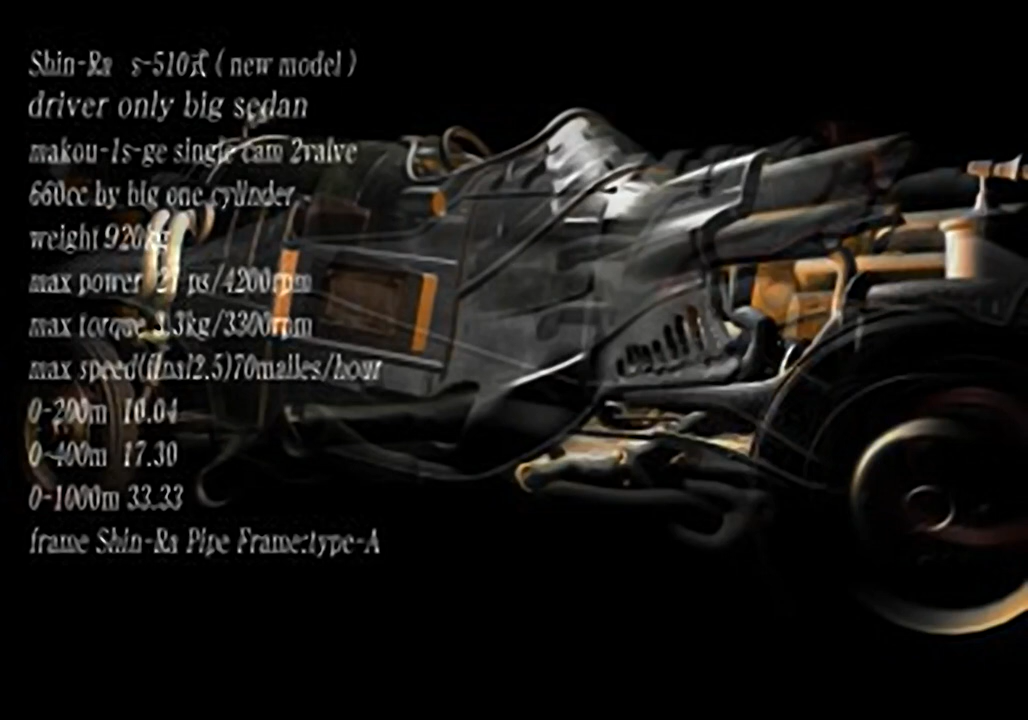 Shin-Ra s-510式 ( new model )
driver only big sedan
makou-1s-ge single cam 2valve
660cc by big one cylinder
weight 920kg
max power 27 ps/4200rpm
max torque 3.3kg/3300rpm
max speed(final2.5)70mailes/hour
0-200m 10.04
0-400m 17.30
0-1000m 33.33
frame Shin-Ra Pipe Frame:type-A